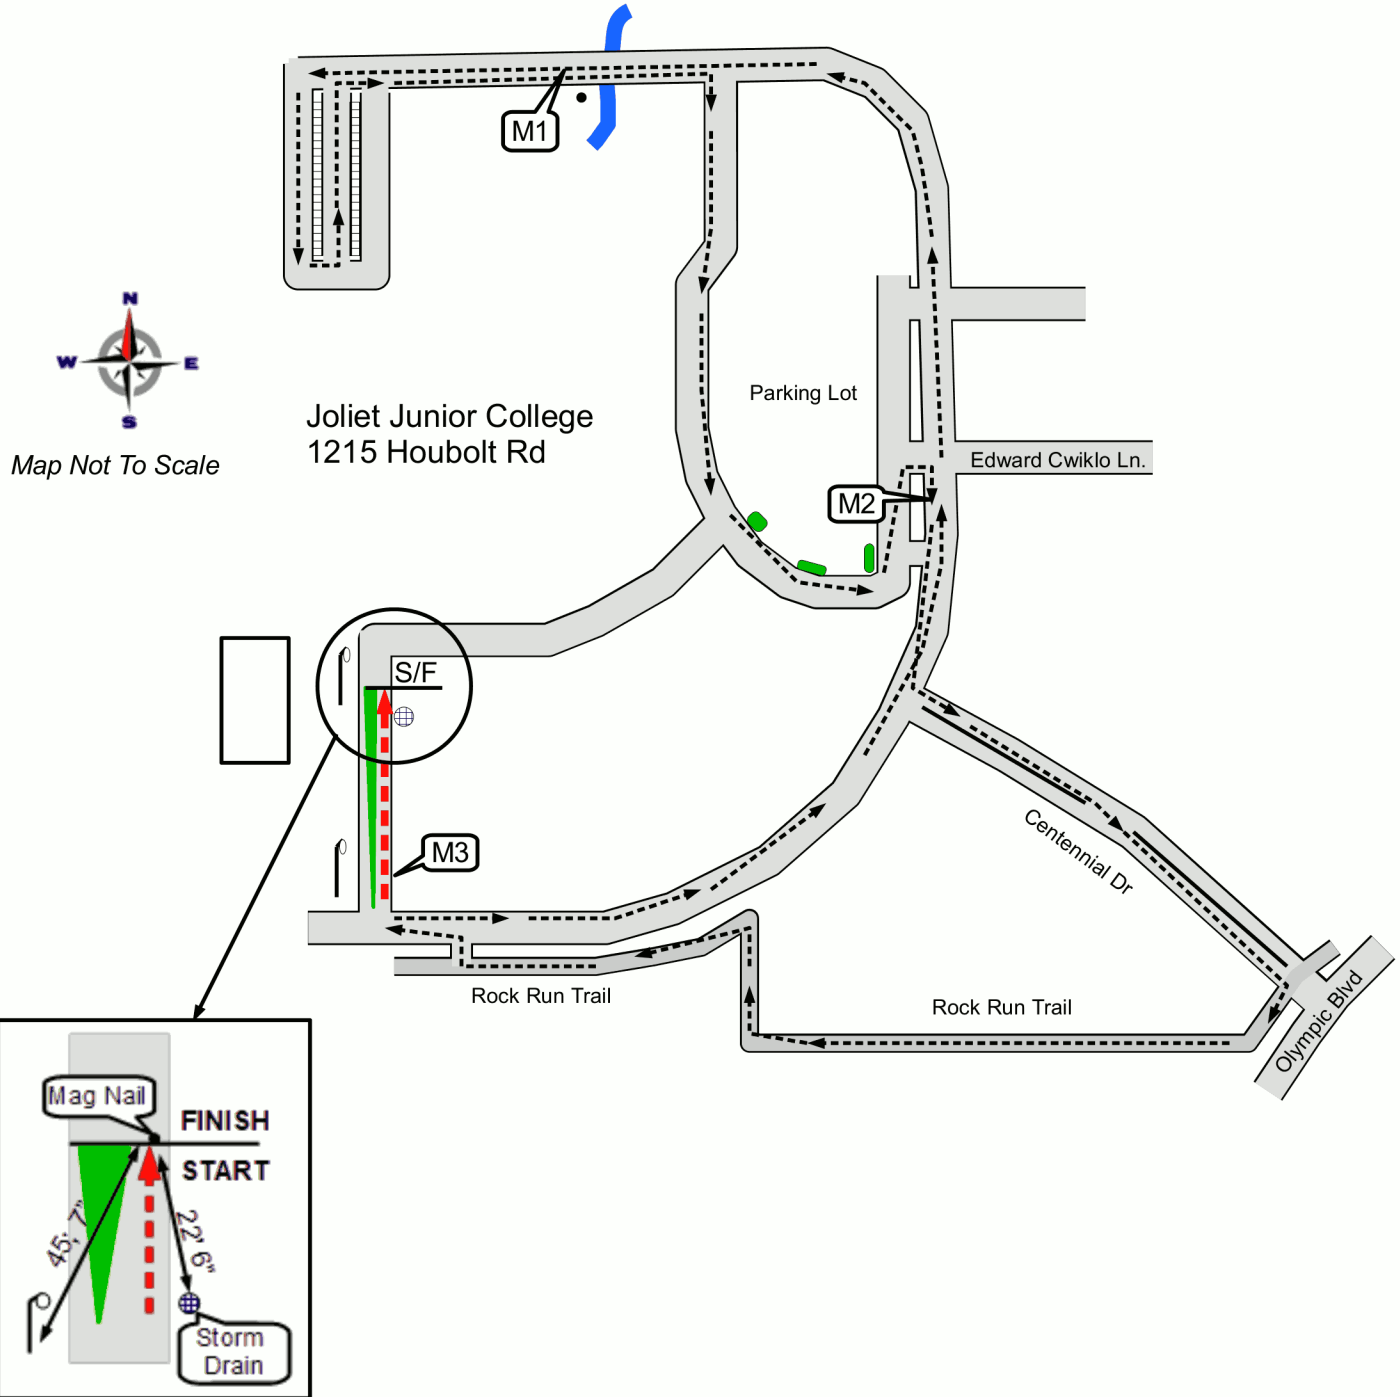 M1
N
W E
S
Map Not To Scale
Joliet Junior College
1215 Houbolt Rd
Parking Lot
Edward Cwiklo Ln.
M2
S/F
M3
Centennial Dr
Rock Run Trail
Rock Run Trail
Olympic Blvd
Mag Nail
FINISH
START
45; 7"
22' 6"
Storm
Drain